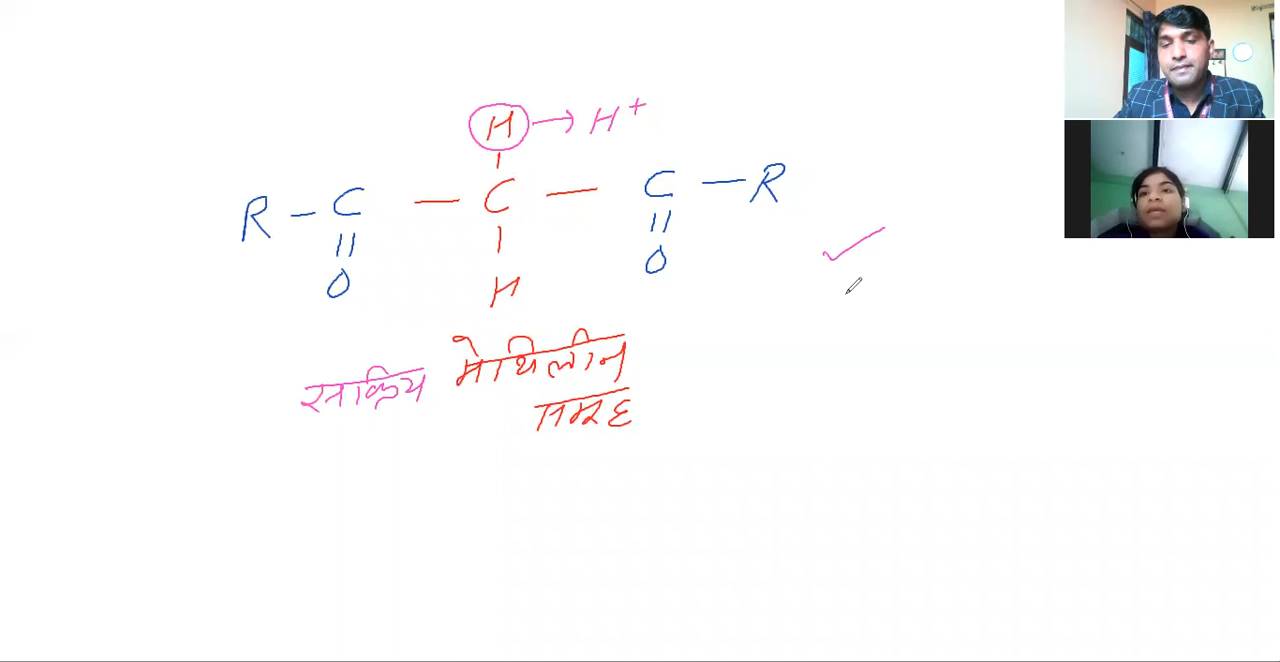 H → H+
R – C – C – C – R
|| | ||
O H O
सक्रिय मेथिलीन
समूह